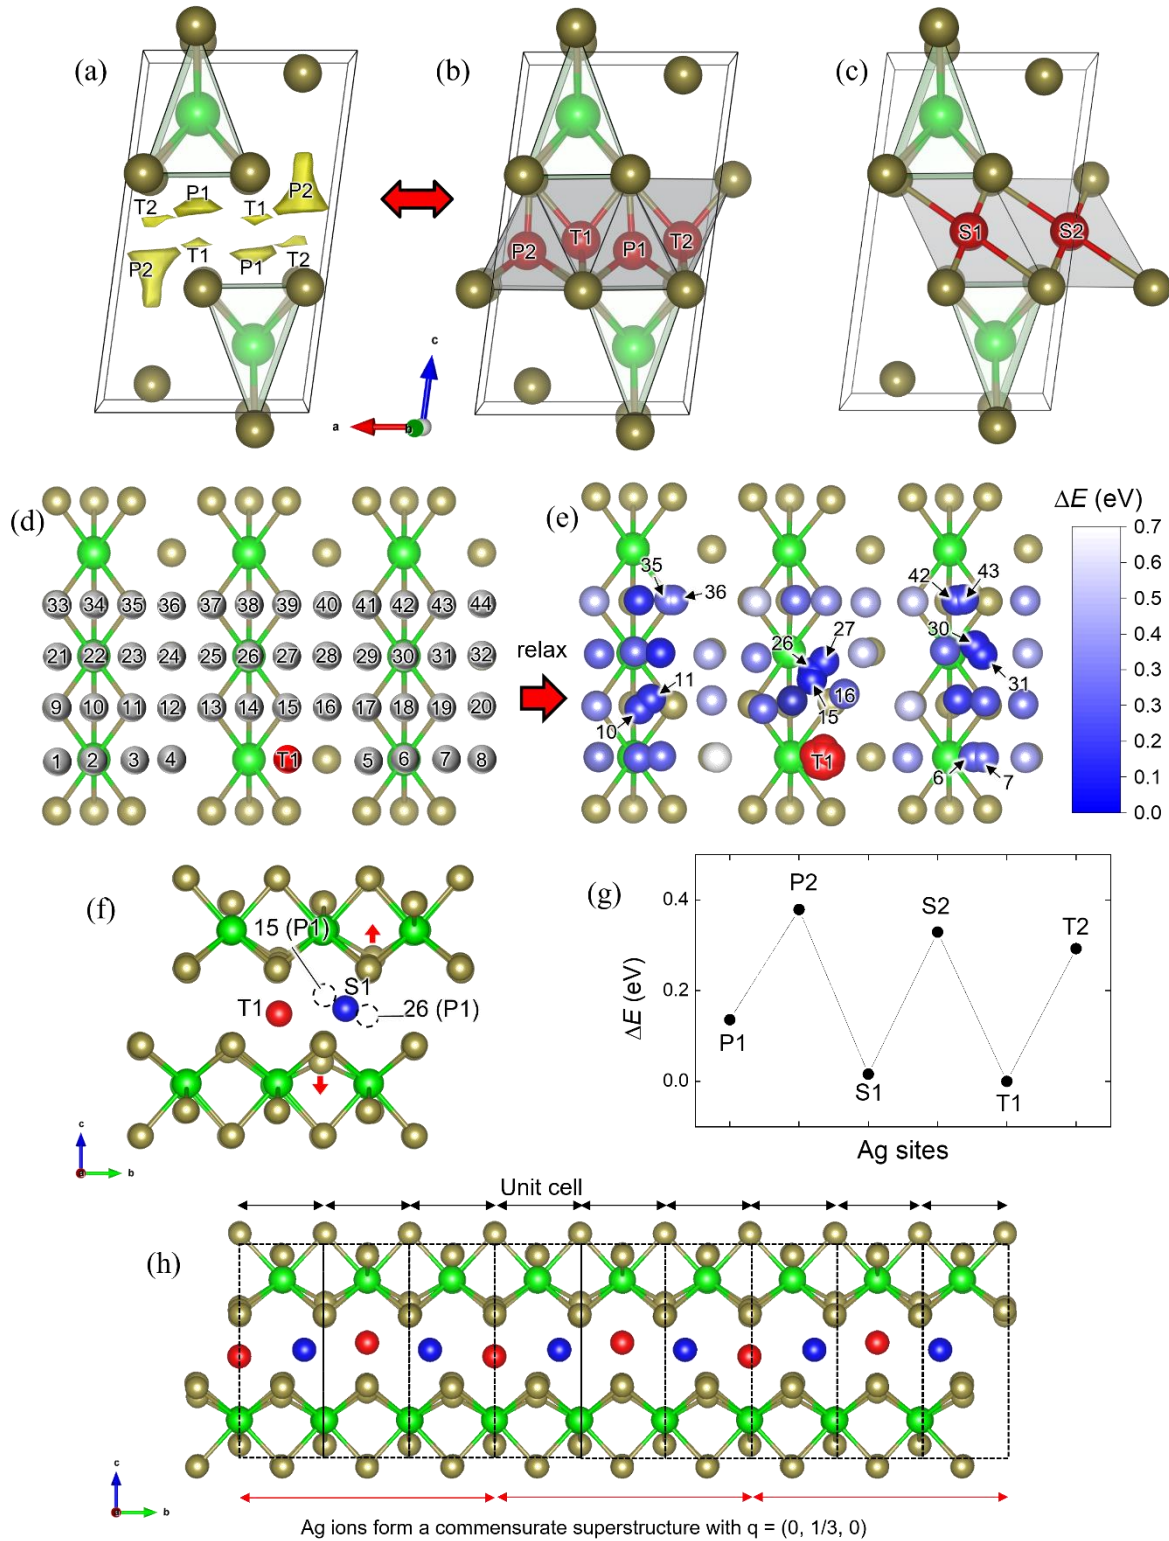 (a)
(b)
(c)
P2
P1
T2
T1
P2
T1
P1
T2
P2
T1
P1
T2
S1
S2
c
a
b
(d)
33 34 35 36 37 38 39 40 41 42 43 44
21 22 23 24 25 26 27 28 29 30 31 32
9 10 11 12 13 14 15 16 17 18 19 20
1 2 3 4 T1 5 6 7 8
relax
(e)
35
36
42
43
26
27
30
31
11
10
15
16
T1
6
7
ΔE (eV)
0.7
0.6
0.5
0.4
0.3
0.2
0.1
0.0
(f)
15 (P1)
S1
T1
26 (P1)
c
b
(g)
ΔE (eV)
0.4
0.2
0.0
P1
P2
S1
S2
T1
T2
Ag sites
Unit cell
(h)
c
b
Ag ions form a commensurate superstructure with q = (0, 1/3, 0)